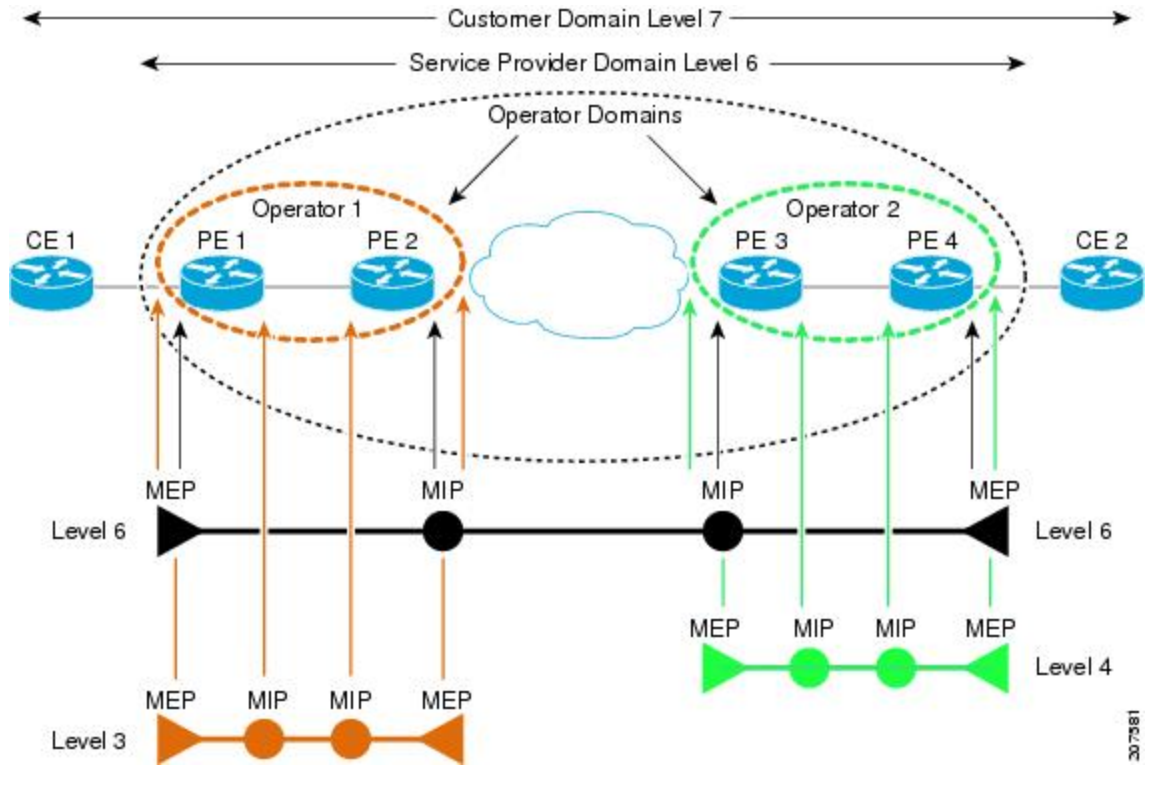 Customer Domain Level 7
Service Provider Domain Level 6
Operator Domains
Operator 1
Operator 2
CE 1
PE 1
PE 2
PE 3
PE 4
CE 2
MEP
MIP
MIP
MEP
Level 6
Level 6
MEP
MIP
MIP
MEP
Level 4
MEP
MIP
MIP
MEP
Level 3
207581